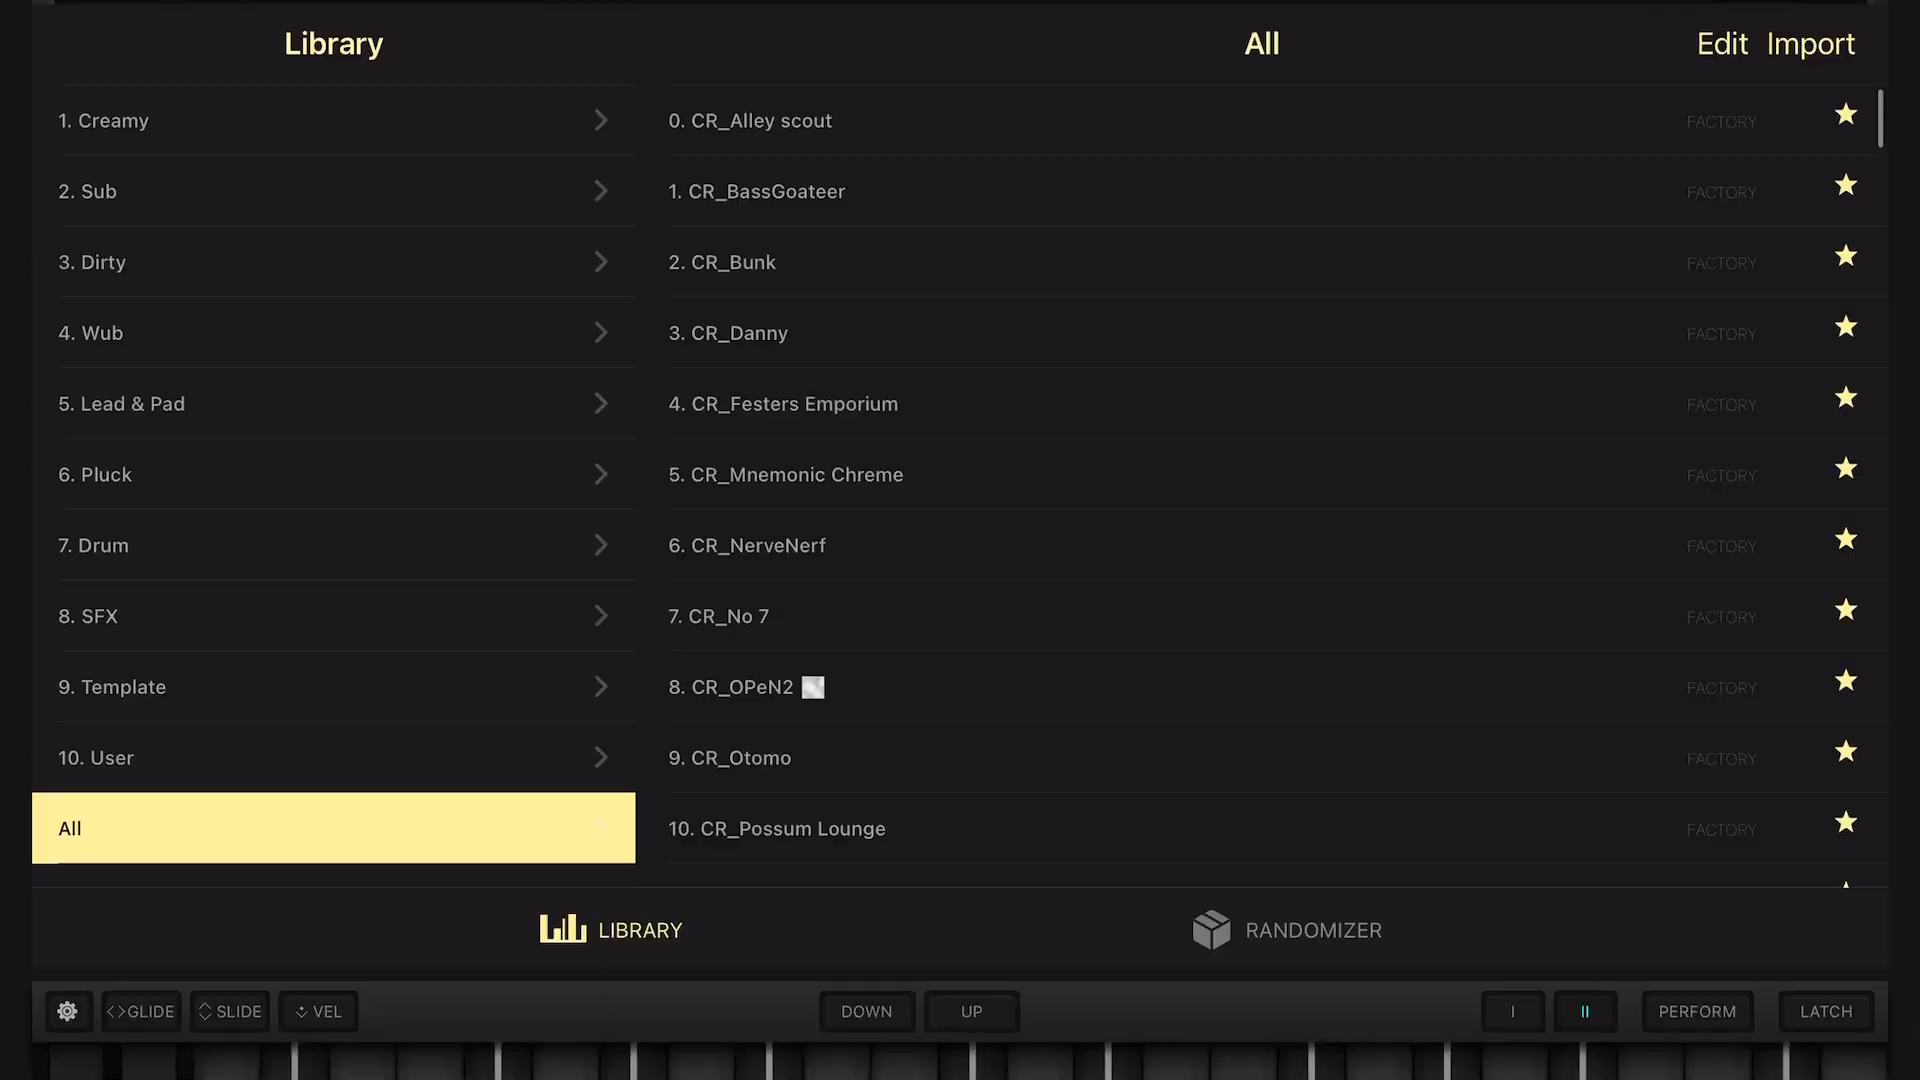 Library
All
Edit Import
1. Creamy
2. Sub
3. Dirty
4. Wub
5. Lead & Pad
6. Pluck
7. Drum
8. SFX
9. Template
10. User
All
0. CR_Alley scout FACTORY
1. CR_BassGoateer FACTORY
2. CR_Bunk FACTORY
3. CR_Danny FACTORY
4. CR_Festers Emporium FACTORY
5. CR_Mnemonic Chreme FACTORY
6. CR_NerveNerf FACTORY
7. CR_No 7 FACTORY
8. CR_OPeN2 FACTORY
9. CR_Otomo FACTORY
10. CR_Possum Lounge FACTORY
LIBRARY
RANDOMIZER
GLIDE SLIDE VEL DOWN UP I II PERFORM LATCH